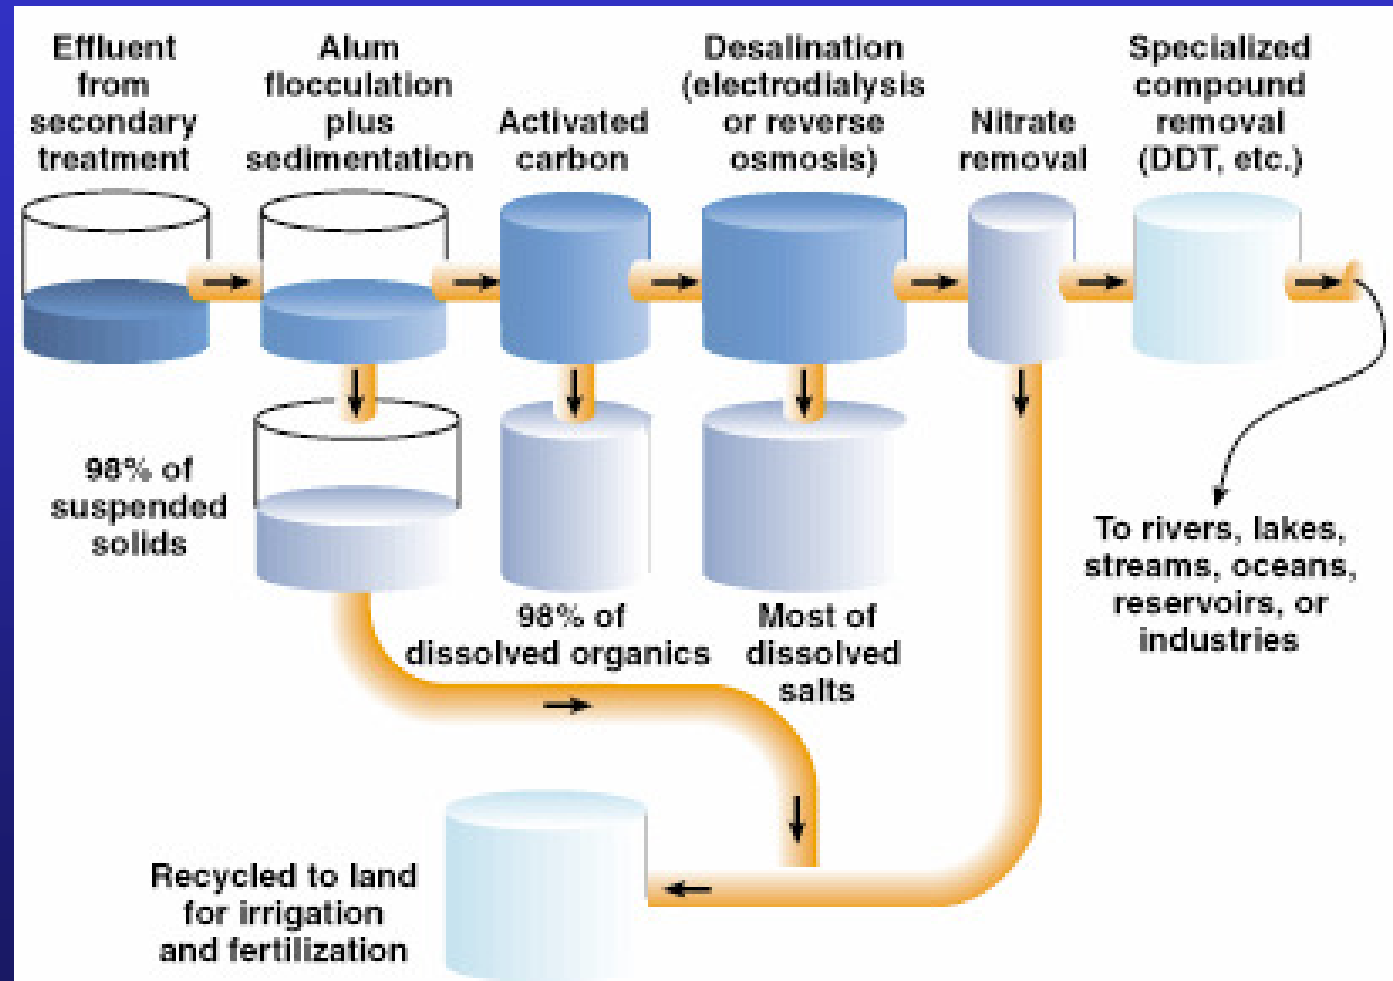 Effluent
from
secondary
treatment
Alum
flocculation
plus
sedimentation
Activated
carbon
Desalination
(electrodialysis
or reverse
osmosis)
Nitrate
removal
Specialized
compound
removal
(DDT, etc.)
98% of
suspended
solids
98% of
dissolved organics
Most of
dissolved
salts
To rivers, lakes,
streams, oceans,
reservoirs, or
industries
Recycled to land
for irrigation
and fertilization